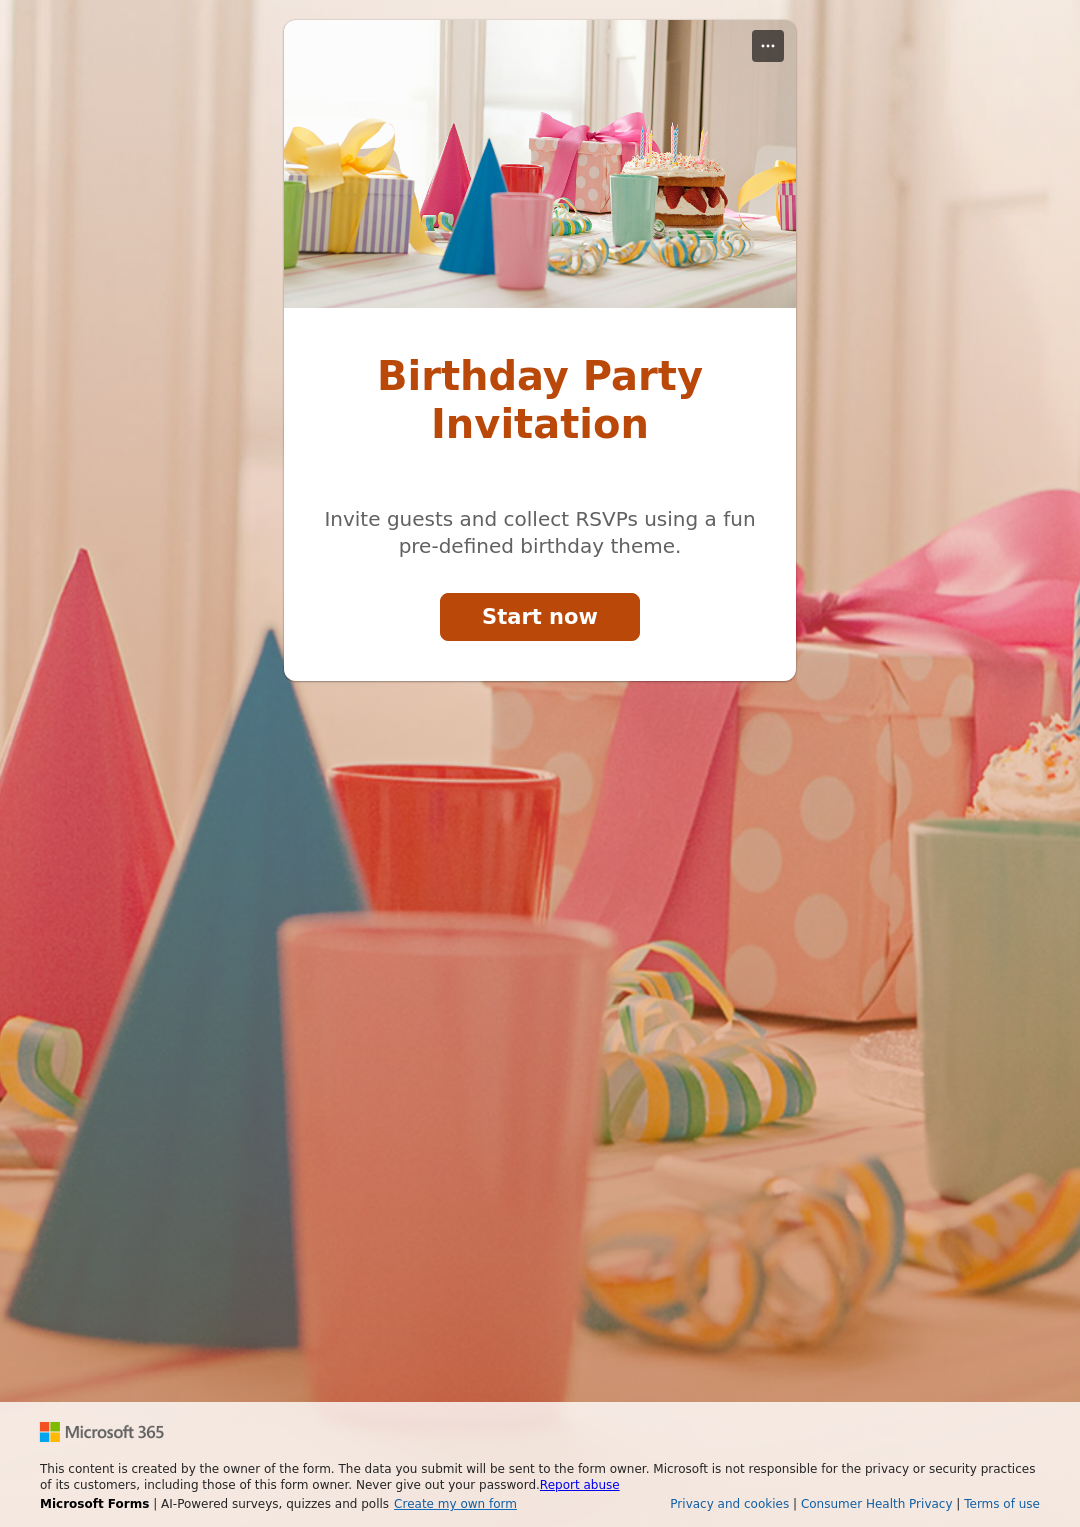 Birthday Party
Invitation
Invite guests and collect RSVPs using a fun
pre-defined birthday theme.
Start now
Microsoft 365
This content is created by the owner of the form. The data you submit will be sent to the form owner. Microsoft is not responsible for the privacy or security practices
of its customers, including those of this form owner. Never give out your password.Report abuse
Microsoft Forms | AI-Powered surveys, quizzes and polls Create my own form
Privacy and cookies | Consumer Health Privacy | Terms of use